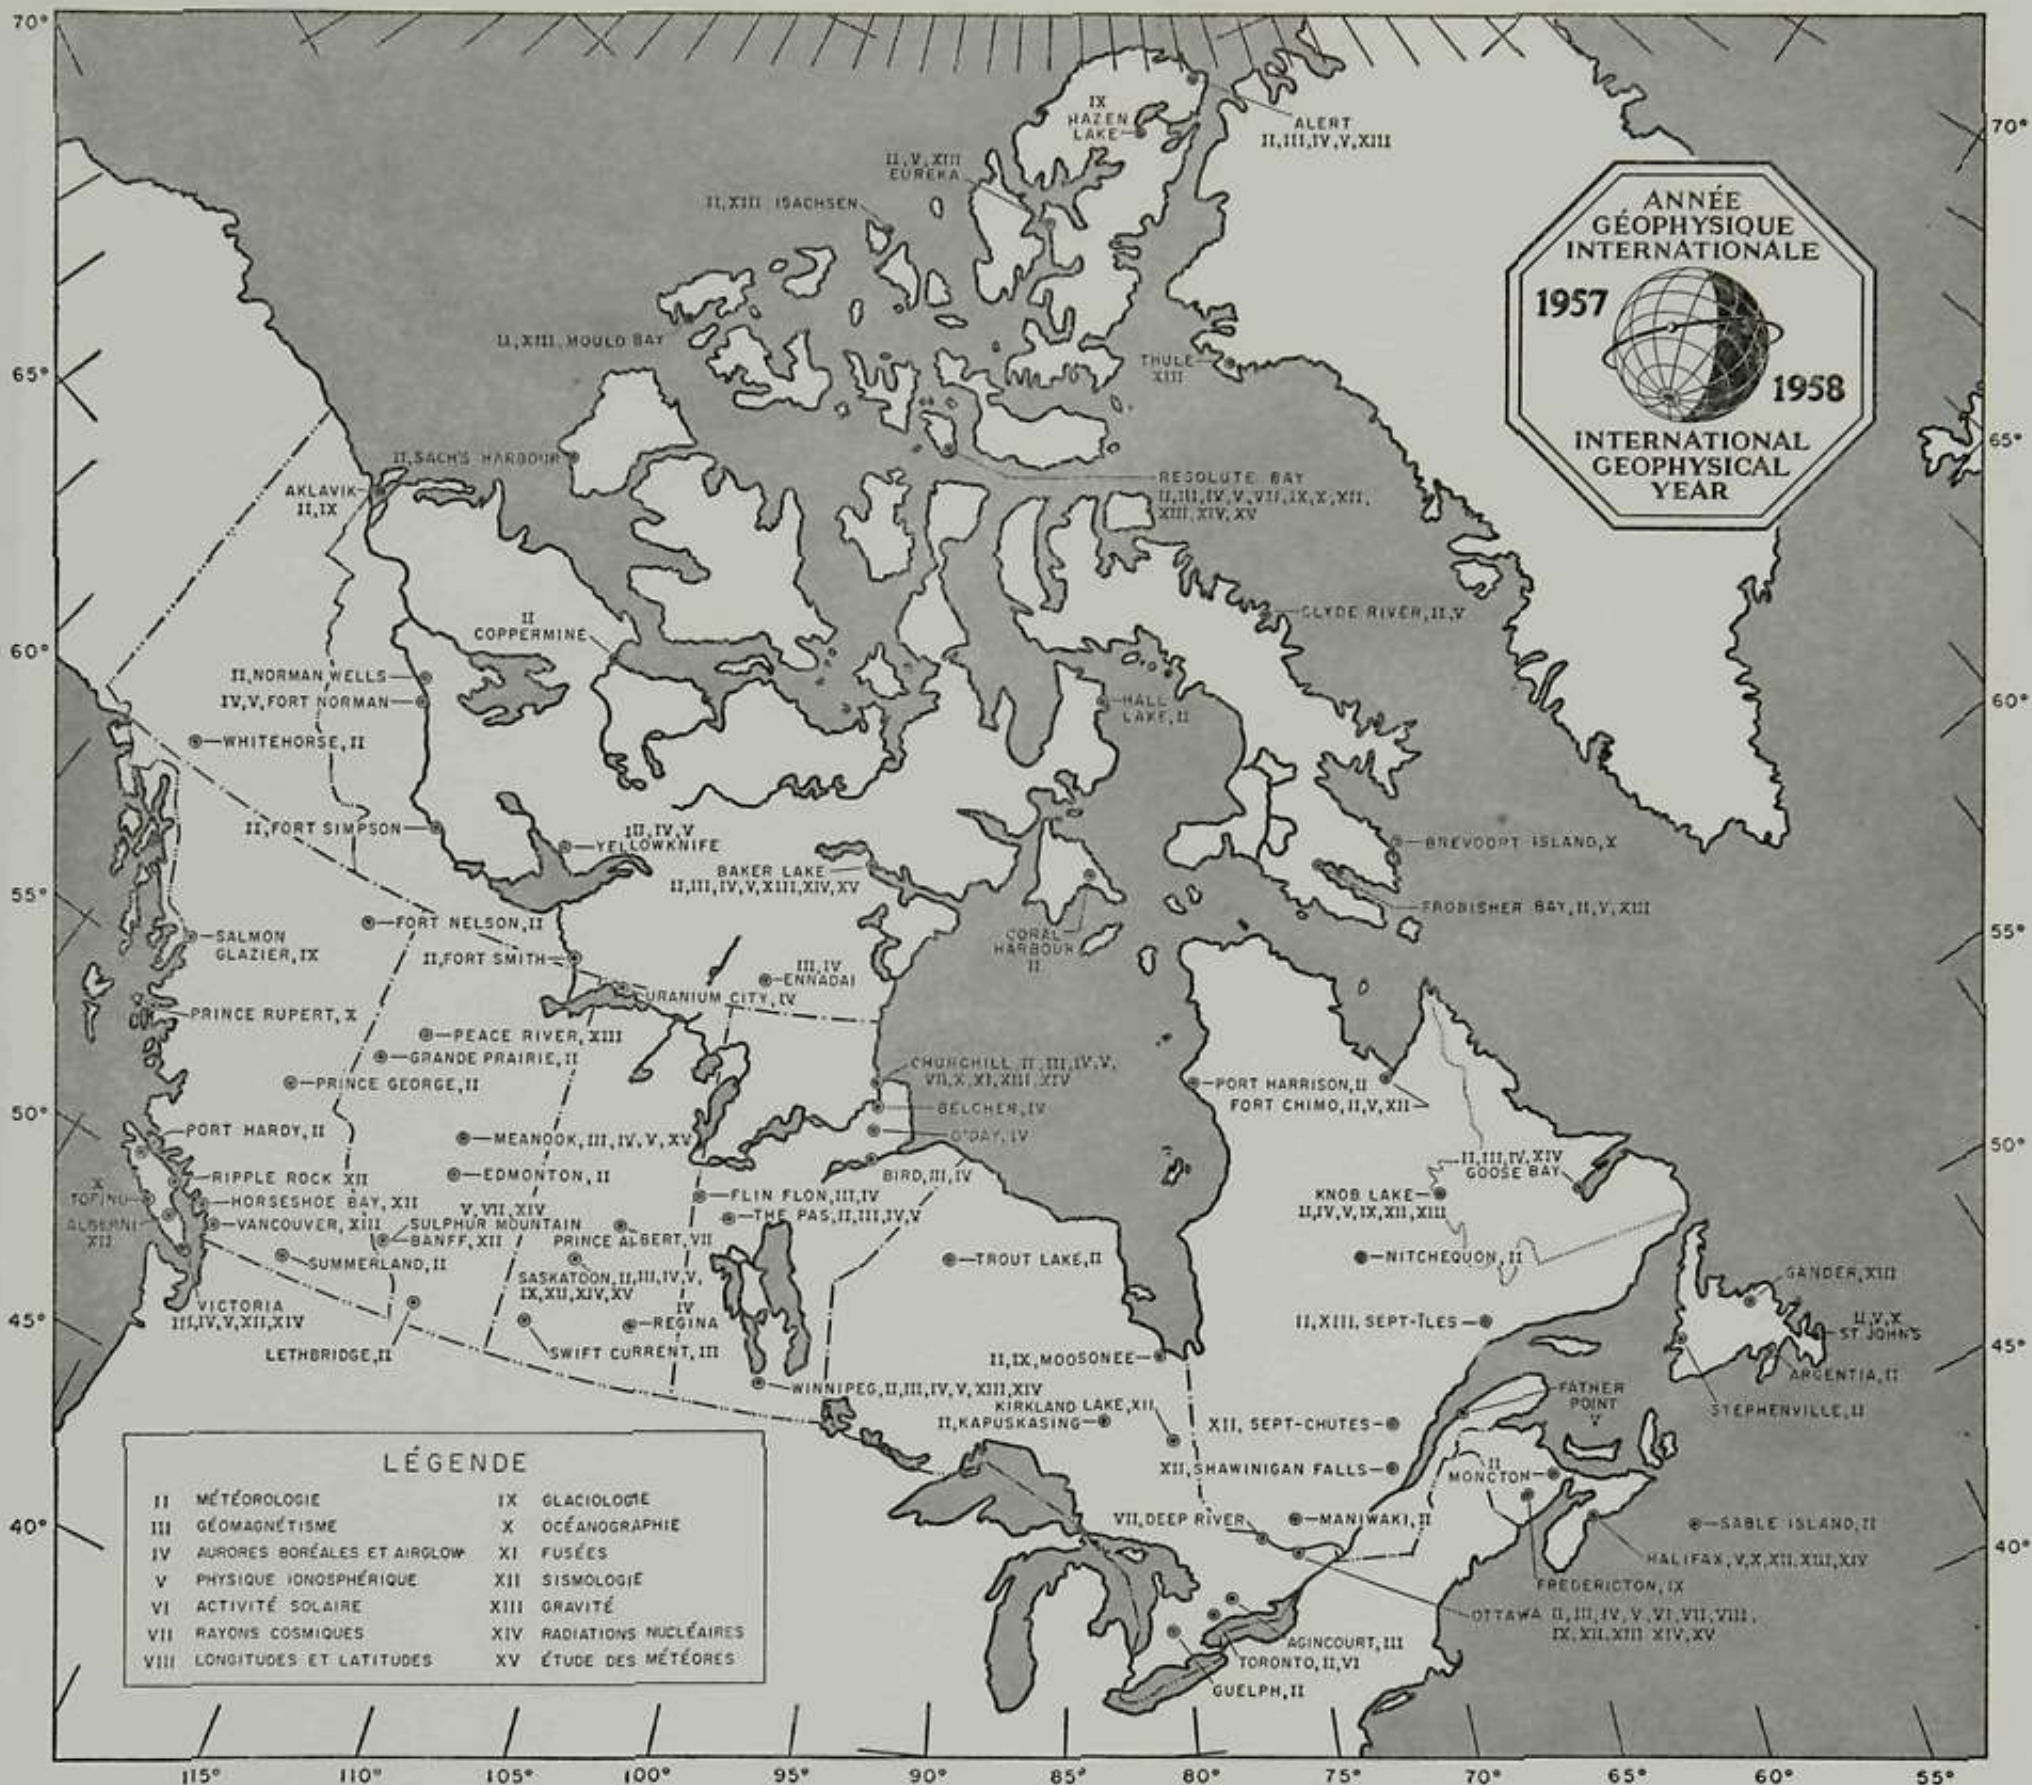 70°
65°
60°
55°
50°
45°
40°
70°
65°
60°
55°
50°
45°
40°
IX
HAZEN
LAKE
ALERT
II,III,IV,V,XIII
II,V,XIII
EUREKA
II,XIII ISACHSEN
II,XIII,MOULD BAY
THULE
XIII
ANNÉE
GÉOPHYSIQUE
INTERNATIONALE
1957
1958
INTERNATIONAL
GEOPHYSICAL
YEAR
II,SACH'S HARBOUR
AKLAVIK
II,IX
RESOLUTE BAY
II,III,IV,V,VII,IX,X,XII,
XIII,XIV,XV
II
COPPERMINE
CLYDE RIVER,II,V
II,NORMAN WELLS
IV,V,FORT NORMAN
HALL
LAKE,II
WHITEHORSE,II
II,FORT SIMPSON
III,IV,V
YELLOWKNIFE
BAKER LAKE
II,III,IV,V,XIII,XIV,XV
BREVOORT ISLAND,X
FROBISHER BAY,II,V,XIII
FORT NELSON,II
SALMON
GLAZIER,IX
II,FORT SMITH
III,IV
ENNADAI
CORAL
HARBOUR
II
URANIUM CITY,IV
PRINCE RUPERT,X
PEACE RIVER,XIII
GRANDE PRAIRIE,II
PRINCE GEORGE,II
CHURCHILL II,III,IV,V,
VII,X,XI,XIII,XIV
BELCHER,IV
O'DAY,IV
BIRD,III,IV
PORT HARRISON,II
FORT CHIMO,II,V,XII
PORT HARDY,II
MEANOOK,III,IV,V,XV
EDMONTON,II
RIPPLE ROCK XII
X
TOFINO
HORSESHOE BAY,XII
ALBERNI
XII
VANCOUVER,XIII
V,VII,XIV
SULPHUR MOUNTAIN
BANFF,XII
FLIN FLON,III,IV
THE PAS,II,III,IV,V
PRINCE ALBERT,VII
II,III,IV,XIV
GOOSE BAY
KNOB LAKE
II,IV,V,IX,XII,XIII
SUMMERLAND,II
SASKATOON,II,III,IV,V,
IX,XII,XIV,XV
TROUT LAKE,II
NITCHEQUON,II
GANDER,XIII
VICTORIA
III,IV,V,XII,XIV
IV
REGINA
II,XIII,SEPT-ÎLES
II,V,X
ST JOHN'S
LETHBRIDGE,II
SWIFT CURRENT,III
II,IX,MOOSONEE
ARGENTIA,II
WINNIPEG,II,III,IV,V,XIII,XIV
FATHER
POINT
V
STEPHENVILLE,II
KIRKLAND LAKE,XII
II,KAPUSKASING
XII,SEPT-CHUTES
XII,SHAWINIGAN FALLS
II
MONCTON
VII,DEEP RIVER
MANIWAKI,II
SABLE ISLAND,II
HALIFAX,V,X,XII,XIII,XIV
FREDERICTON,IX
OTTAWA II,III,IV,V,VI,VII,VIII,
IX,XII,XIII XIV,XV
AGINCOURT,III
TORONTO,II,VI
GUELPH,II
LÉGENDE
II MÉTÉOROLOGIE
III GÉOMAGNÉTISME
IV AURORES BORÉALES ET AIRGLOW
V PHYSIQUE IONOSPHÉRIQUE
VI ACTIVITÉ SOLAIRE
VII RAYONS COSMIQUES
VIII LONGITUDES ET LATITUDES
IX GLACIOLOGIE
X OCÉANOGRAPHIE
XI FUSÉES
XII SISMOLOGIE
XIII GRAVITÉ
XIV RADIATIONS NUCLÉAIRES
XV ÉTUDE DES MÉTÉORES
115° 110° 105° 100° 95° 90° 85° 80° 75° 70° 65° 60° 55°